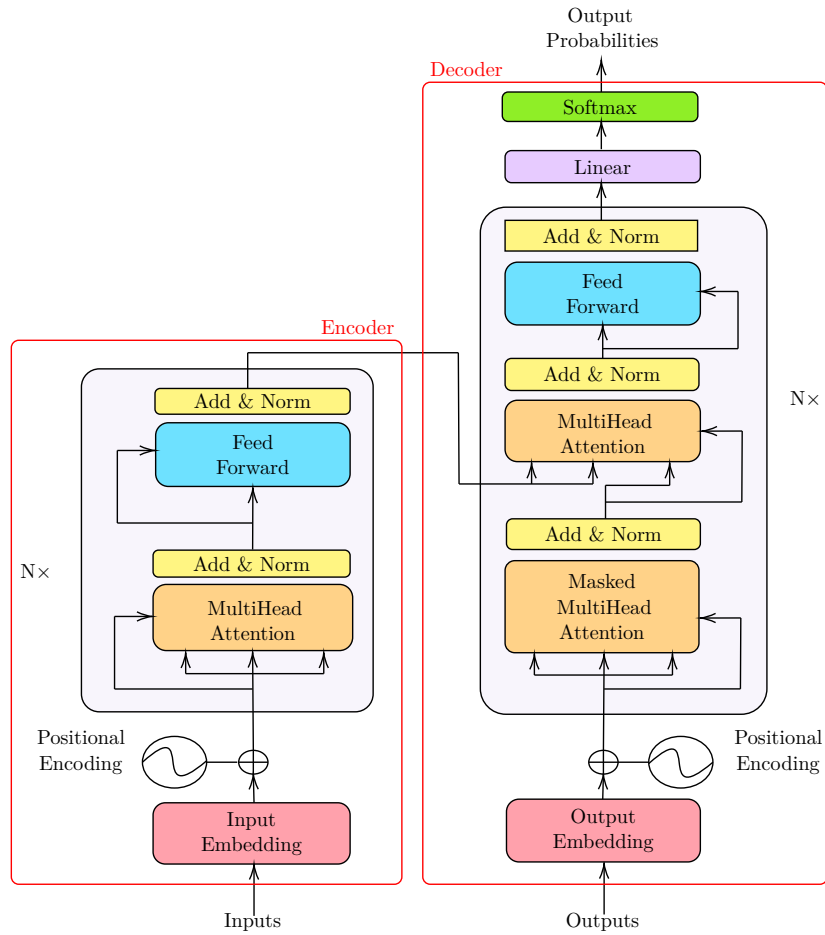 Output
Probabilities
Decoder
Softmax
Linear
Add & Norm
Feed
Forward
Add & Norm
MultiHead
Attention
N×
Add & Norm
Masked
MultiHead
Attention
Positional
Encoding
Output
Embedding
Outputs
Encoder
Add & Norm
Feed
Forward
Add & Norm
N×
MultiHead
Attention
Positional
Encoding
Input
Embedding
Inputs